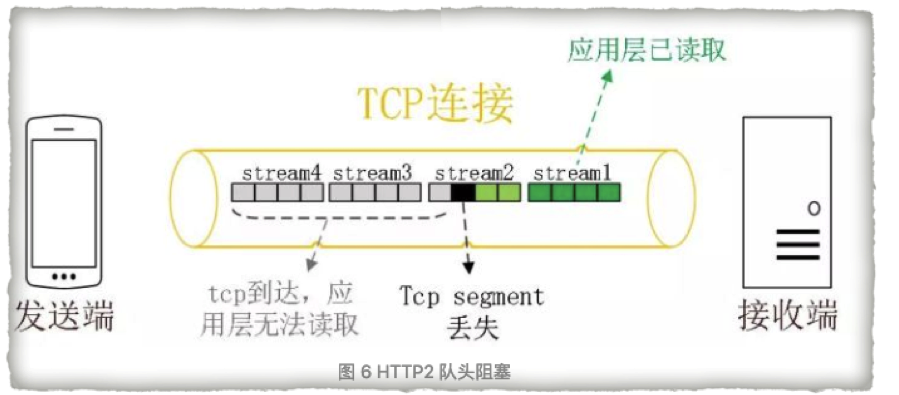 应用层已读取
TCP连接
stream4 stream3 stream2 stream1
tcp到达，应
用层无法读取
Tcp segment
丢失
发送端
接收端
图 6 HTTP2 队头阻塞